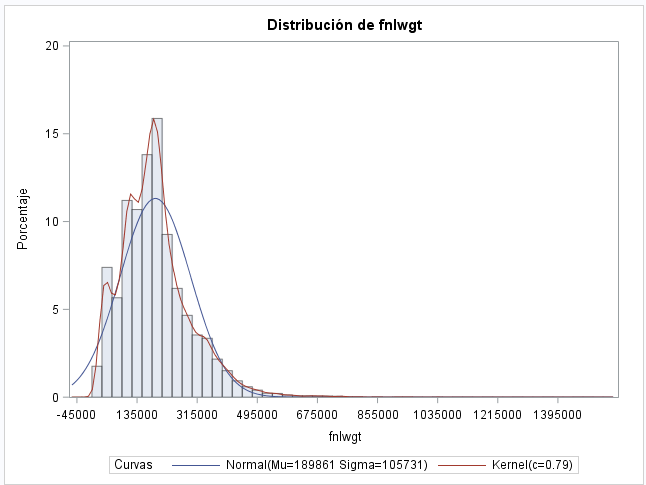 Distribución de fnlwgt
20
15
10
5
0
Porcentaje
-45000 135000 315000 495000 675000 855000 1035000 1215000 1395000
fnlwgt
Curvas Normal(Mu=189861 Sigma=105731) Kernel(c=0.79)